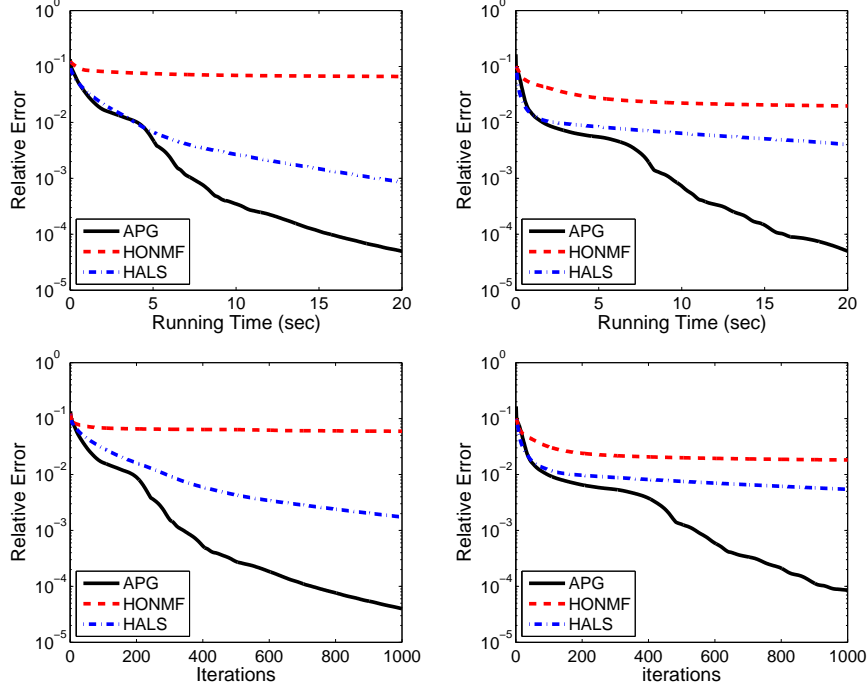 10^0
10^−1
10^−2
10^−3
10^−4
10^−5
Relative Error
APG
HONMF
HALS
0 5 10 15 20
Running Time (sec)
10^0
10^−1
10^−2
10^−3
10^−4
10^−5
Relative Error
APG
HONMF
HALS
0 5 10 15 20
Running Time (sec)
10^0
10^−1
10^−2
10^−3
10^−4
10^−5
Relative Error
APG
HONMF
HALS
0 200 400 600 800 1000
Iterations
10^0
10^−1
10^−2
10^−3
10^−4
10^−5
Relative Error
APG
HONMF
HALS
0 200 400 600 800 1000
iterations